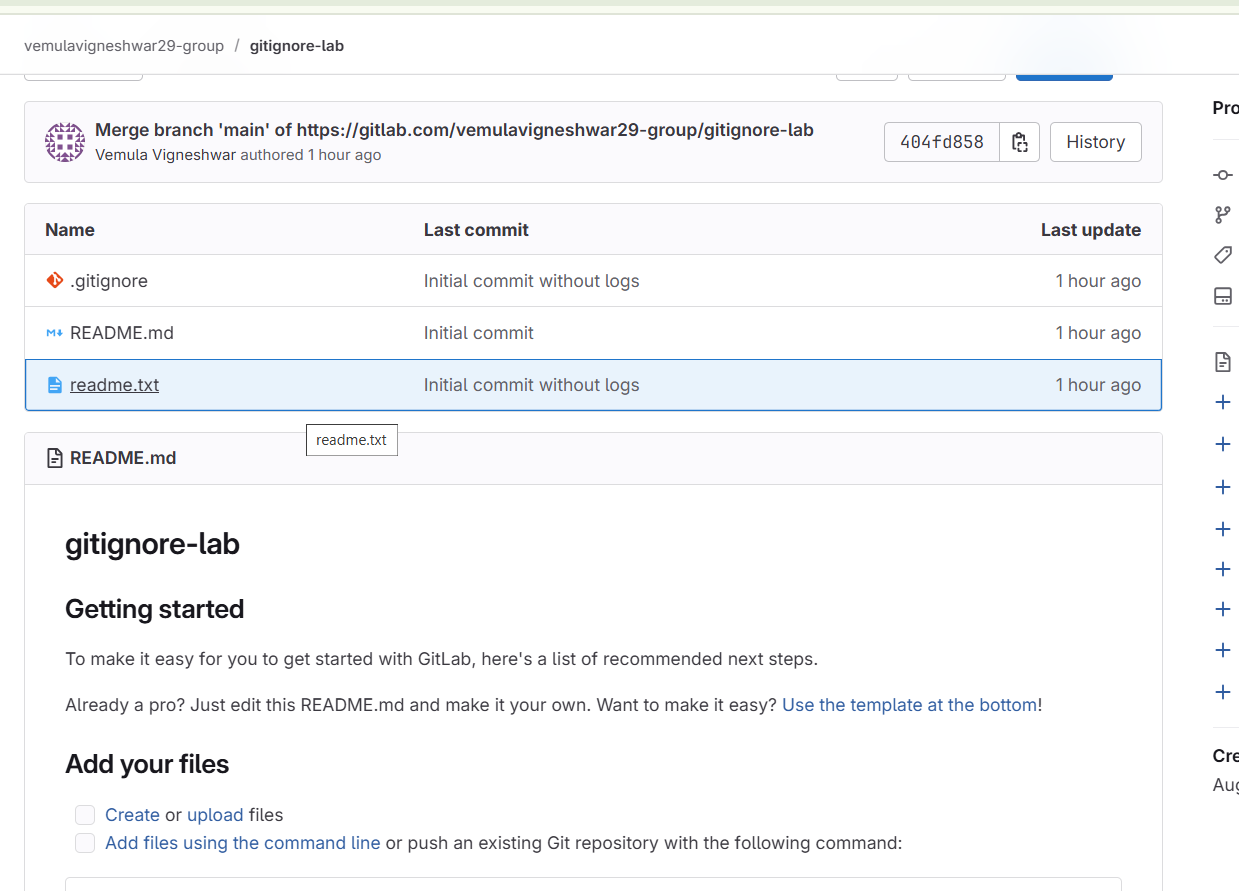 vemulavigneshwar29-group / gitignore-lab
Merge branch 'main' of https://gitlab.com/vemulavigneshwar29-group/gitignore-lab
Vemula Vigneshwar authored 1 hour ago
404fd858
History
Pro
Name Last commit Last update
.gitignore Initial commit without logs 1 hour ago
README.md Initial commit 1 hour ago
readme.txt Initial commit without logs 1 hour ago
readme.txt
README.md
gitignore-lab
Getting started
To make it easy for you to get started with GitLab, here's a list of recommended next steps.
Already a pro? Just edit this README.md and make it your own. Want to make it easy? Use the template at the bottom!
Add your files
Create or upload files
Add files using the command line or push an existing Git repository with the following command:
Cre
Aug